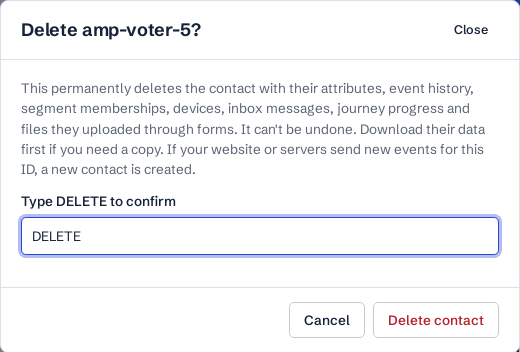 Delete amp-voter-5?
Close
This permanently deletes the contact with their attributes, event history,
segment memberships, devices, inbox messages, journey progress and
files they uploaded through forms. It can't be undone. Download their data
first if you need a copy. If your website or servers send new events for this
ID, a new contact is created.
Type DELETE to confirm
DELETE
Cancel
Delete contact